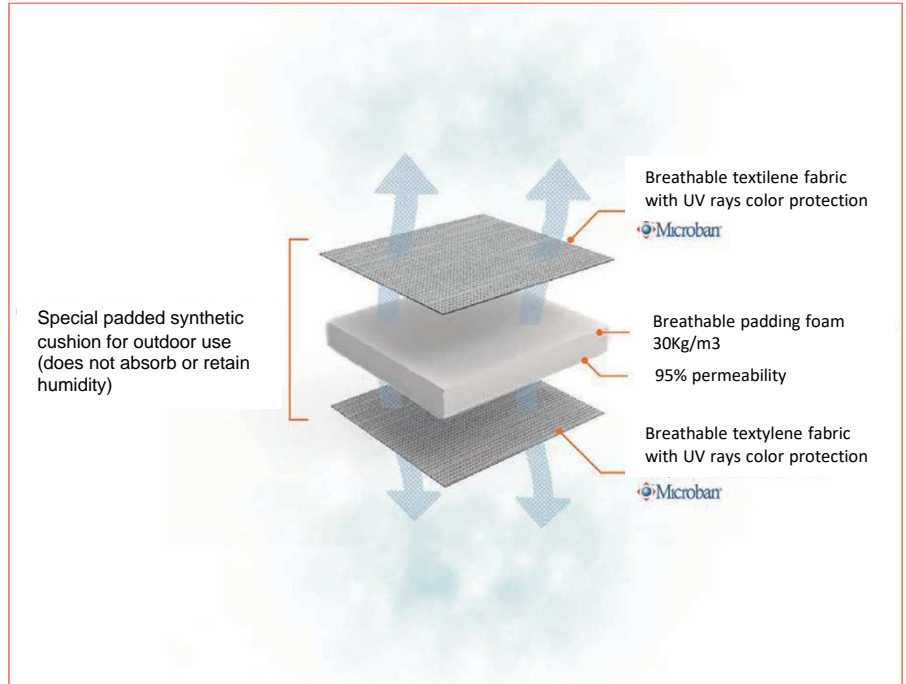 Breathable textilene fabric
with UV rays color protection
Microban
Special padded synthetic
cushion for outdoor use
(does not absorb or retain
humidity)
Breathable padding foam
30Kg/m3
95% permeability
Breathable textylene fabric
with UV rays color protection
Microban